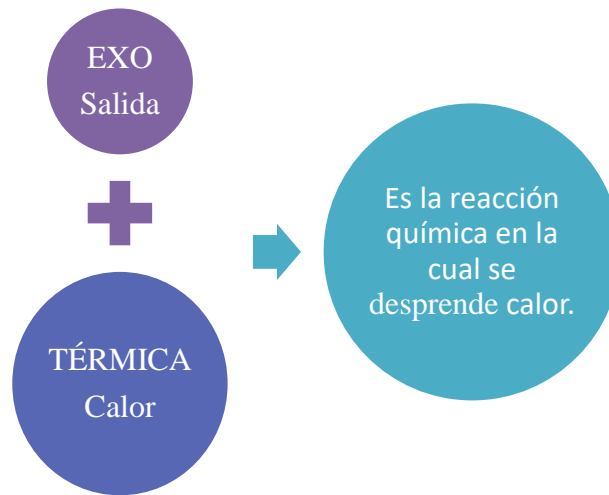 EXO
Salida
TÉRMICA
Calor
Es la reacción
química en la
cual se
desprende calor.